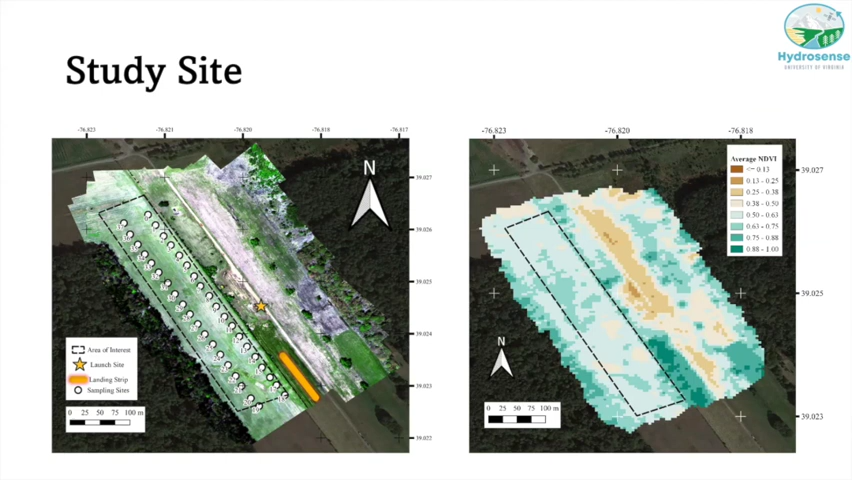 Hydrosense
UNIVERSITY OF VIRGINIA
Study Site
-76.823
-76.821
-76.820
-76.818
-76.817
39.027
39.026
39.025
39.024
39.023
39.022
N
Area of Interest
Launch Site
Landing Strip
Sampling Sites
0 25 50 75 100 m
-76.823
-76.820
-76.818
39.027
39.025
39.023
Average NDVI
<= 0.13
0.13 - 0.25
0.25 - 0.38
0.38 - 0.50
0.50 - 0.63
0.63 - 0.75
0.75 - 0.88
0.88 - 1.00
N
0 25 50 75 100 m